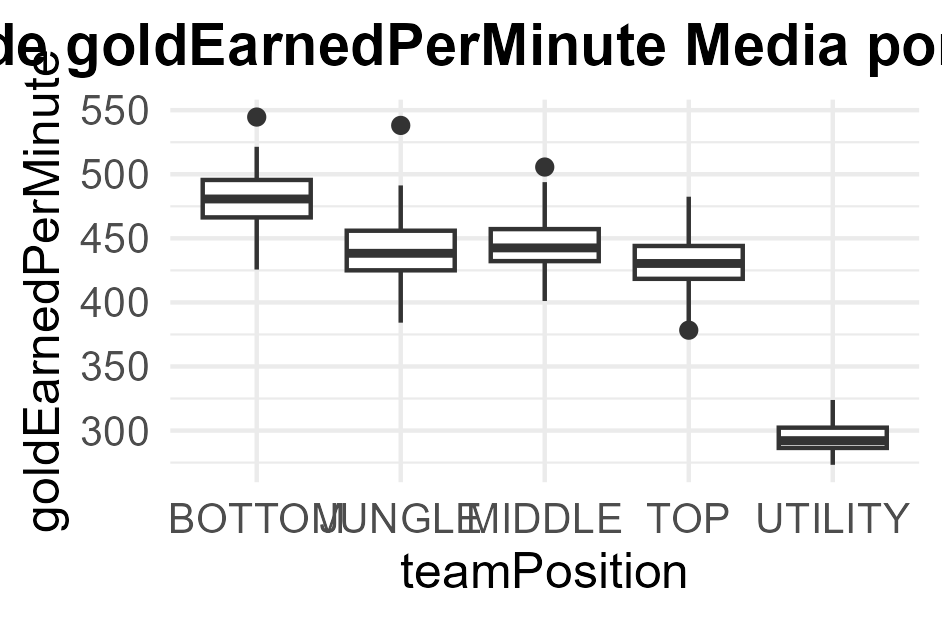 de goldEarnedPerMinute Media por
goldEarnedPerMinute
550
500
450
400
350
300
BOTTOM JUNGLE MIDDLE TOP UTILITY
teamPosition